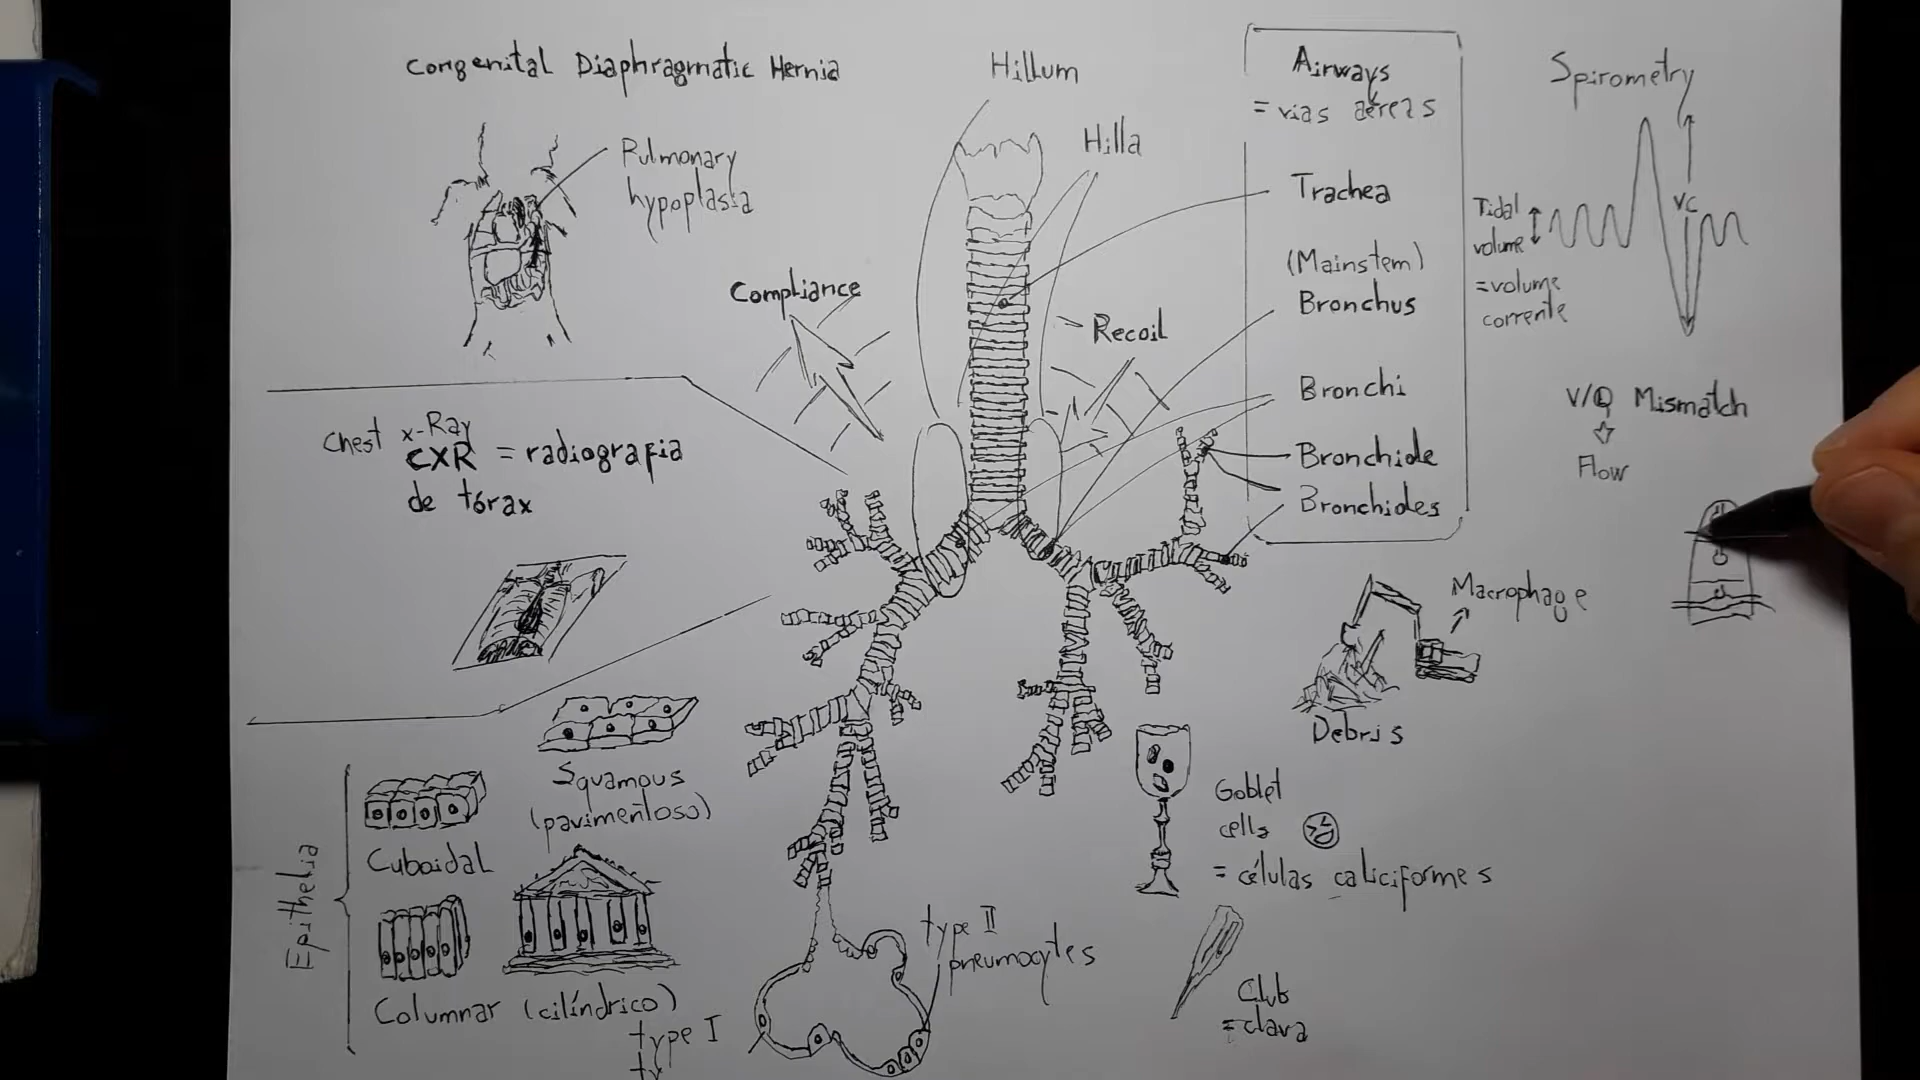 Congenital Diaphragmatic Hernia
Pulmonary
hypoplasia
Hillum
Hilla
Airways
= vias aéreas
Trachea
(Mainstem)
Bronchus
Bronchi
Bronchiole
Bronchioles
Spirometry
Tidal
volume
= volume
corrente
VC
V/Q Mismatch
Flow
Compliance
Recoil
Chest x-Ray
CXR = radiografia
de tórax
Macrophage
Debris
Epithelia
Squamous
(pavimentoso)
Cuboidal
Columnar (cilíndrico)
type I
type II
pneumocytes
Goblet
cells
= células caliciformes
Club
= clava